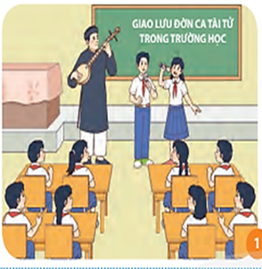 GIAO LƯU ĐỜN CA TÀI TỬ
TRONG TRƯỜNG HỌC
1